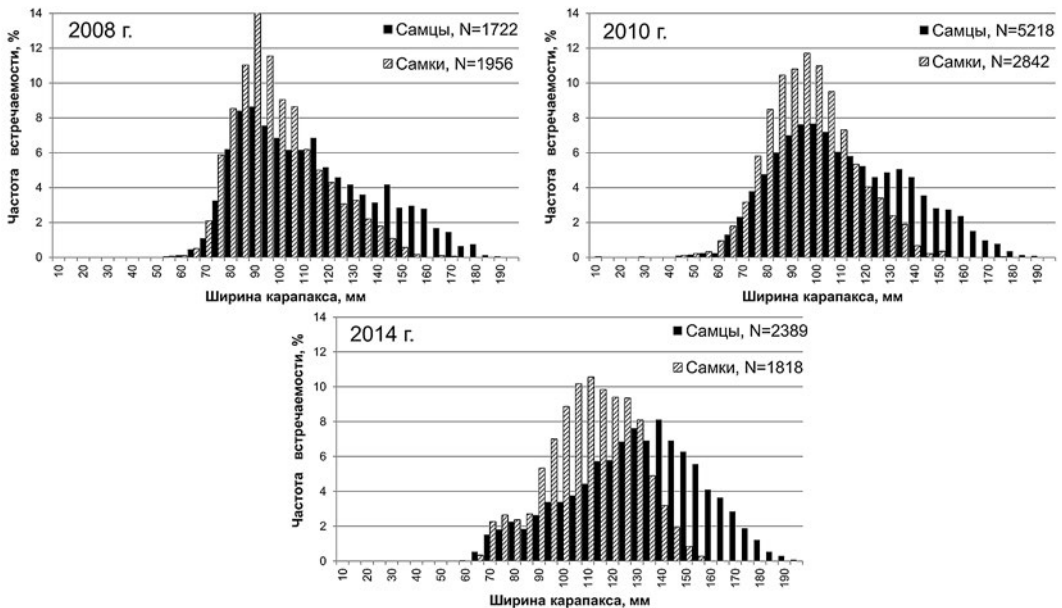 2008 г.
Самцы, N=1722
Самки, N=1956
Частота встречаемости, %
14
12
10
8
6
4
2
0
10 20 30 40 50 60 70 80 90 100 110 120 130 140 150 160 170 180 190
Ширина карапакса, мм
2010 г.
Самцы, N=5218
Самки, N=2842
Частота встречаемости, %
14
12
10
8
6
4
2
0
10 20 30 40 50 60 70 80 90 100 110 120 130 140 150 160 170 180 190
Ширина карапакса, мм
2014 г.
Самцы, N=2389
Самки, N=1818
Частота встречаемости, %
14
12
10
8
6
4
2
0
10 20 30 40 50 60 70 80 90 100 110 120 130 140 150 160 170 180 190
Ширина карапакса, мм